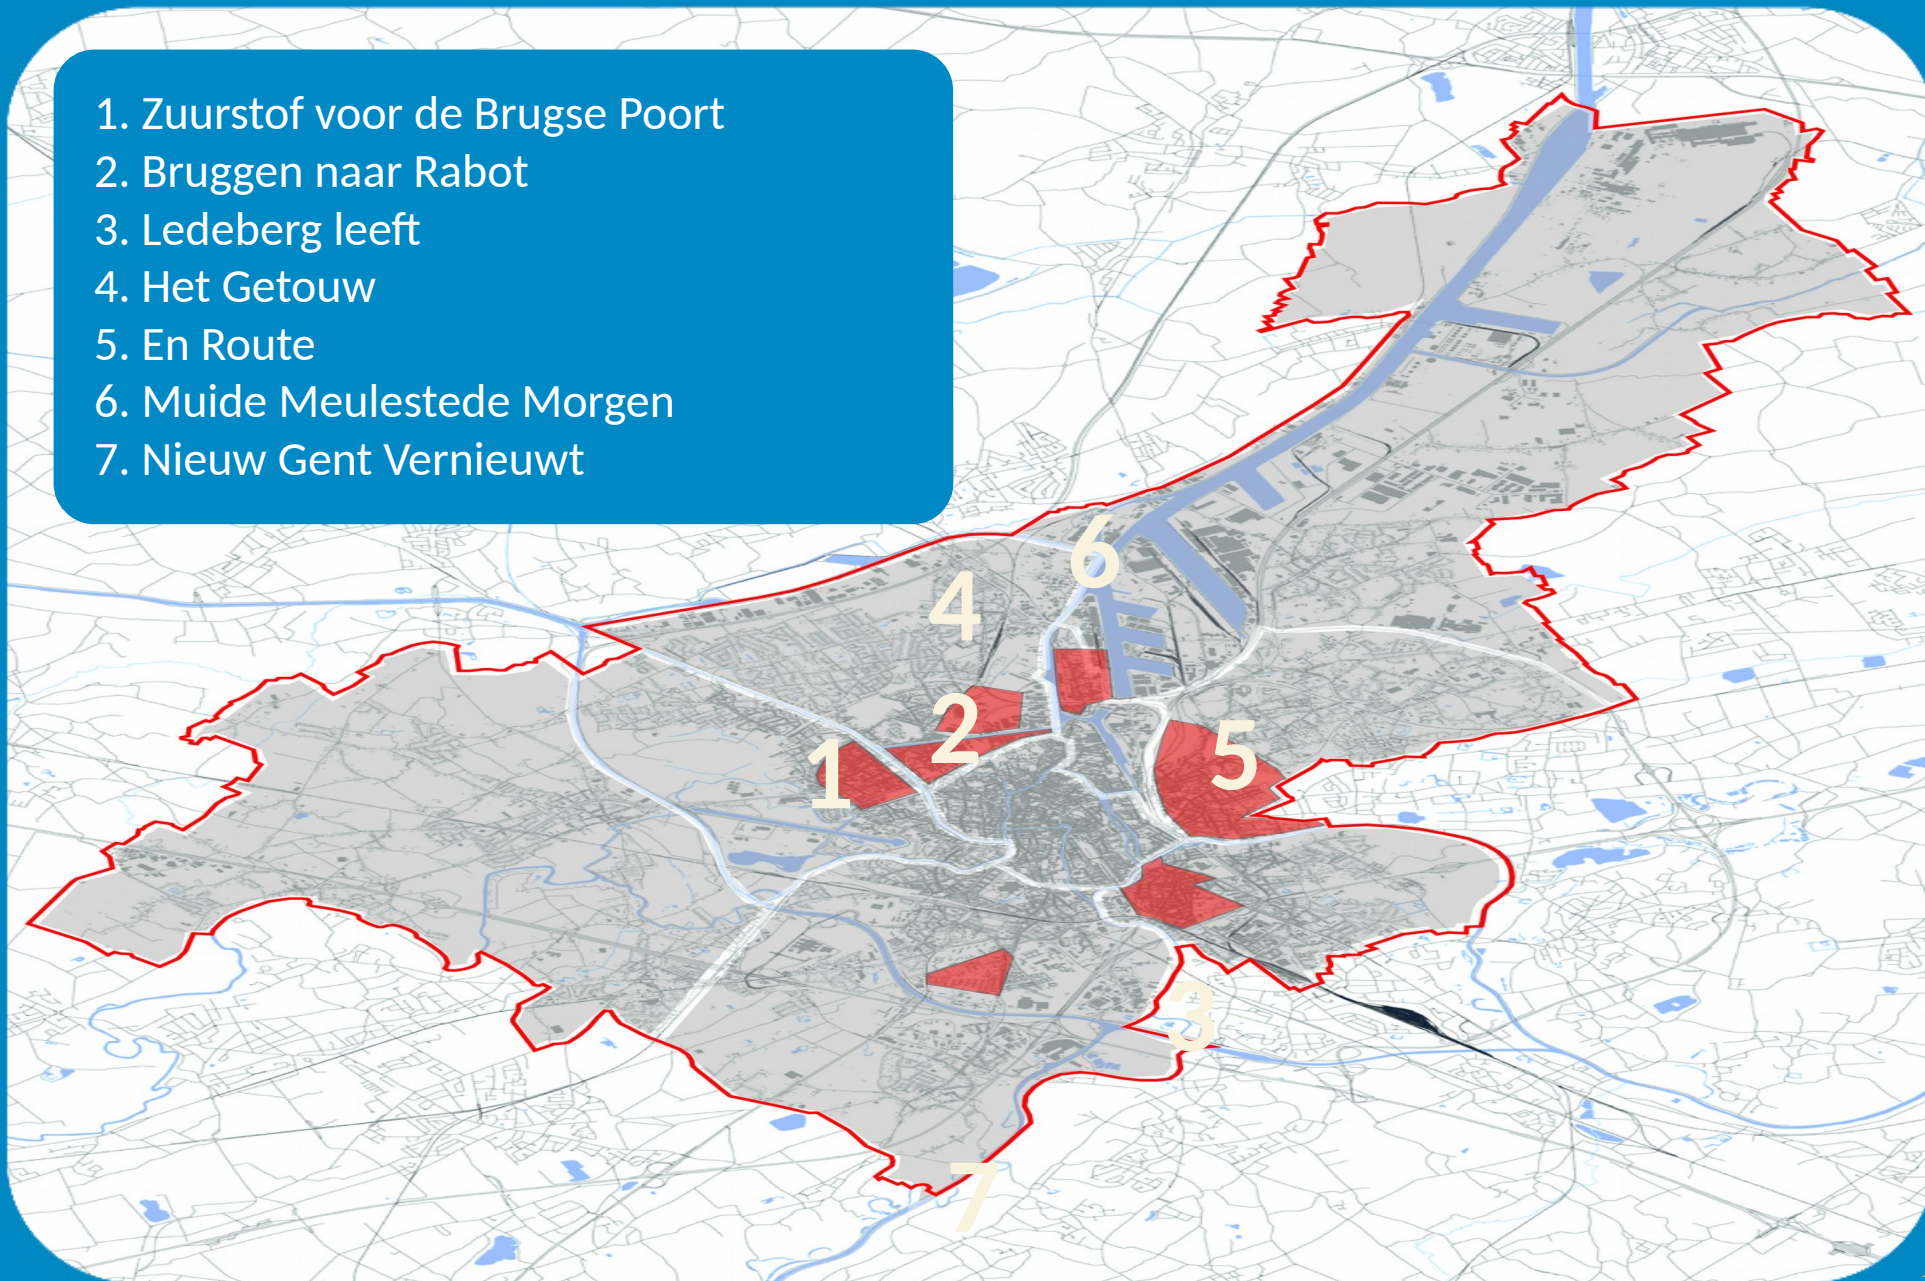 1. Zuurstof voor de Brugse Poort
2. Bruggen naar Rabot
3. Ledeberg leeft
4. Het Getouw
5. En Route
6. Muide Meulestede Morgen
7. Nieuw Gent Vernieuwt
6
4
2
5
1
3
7